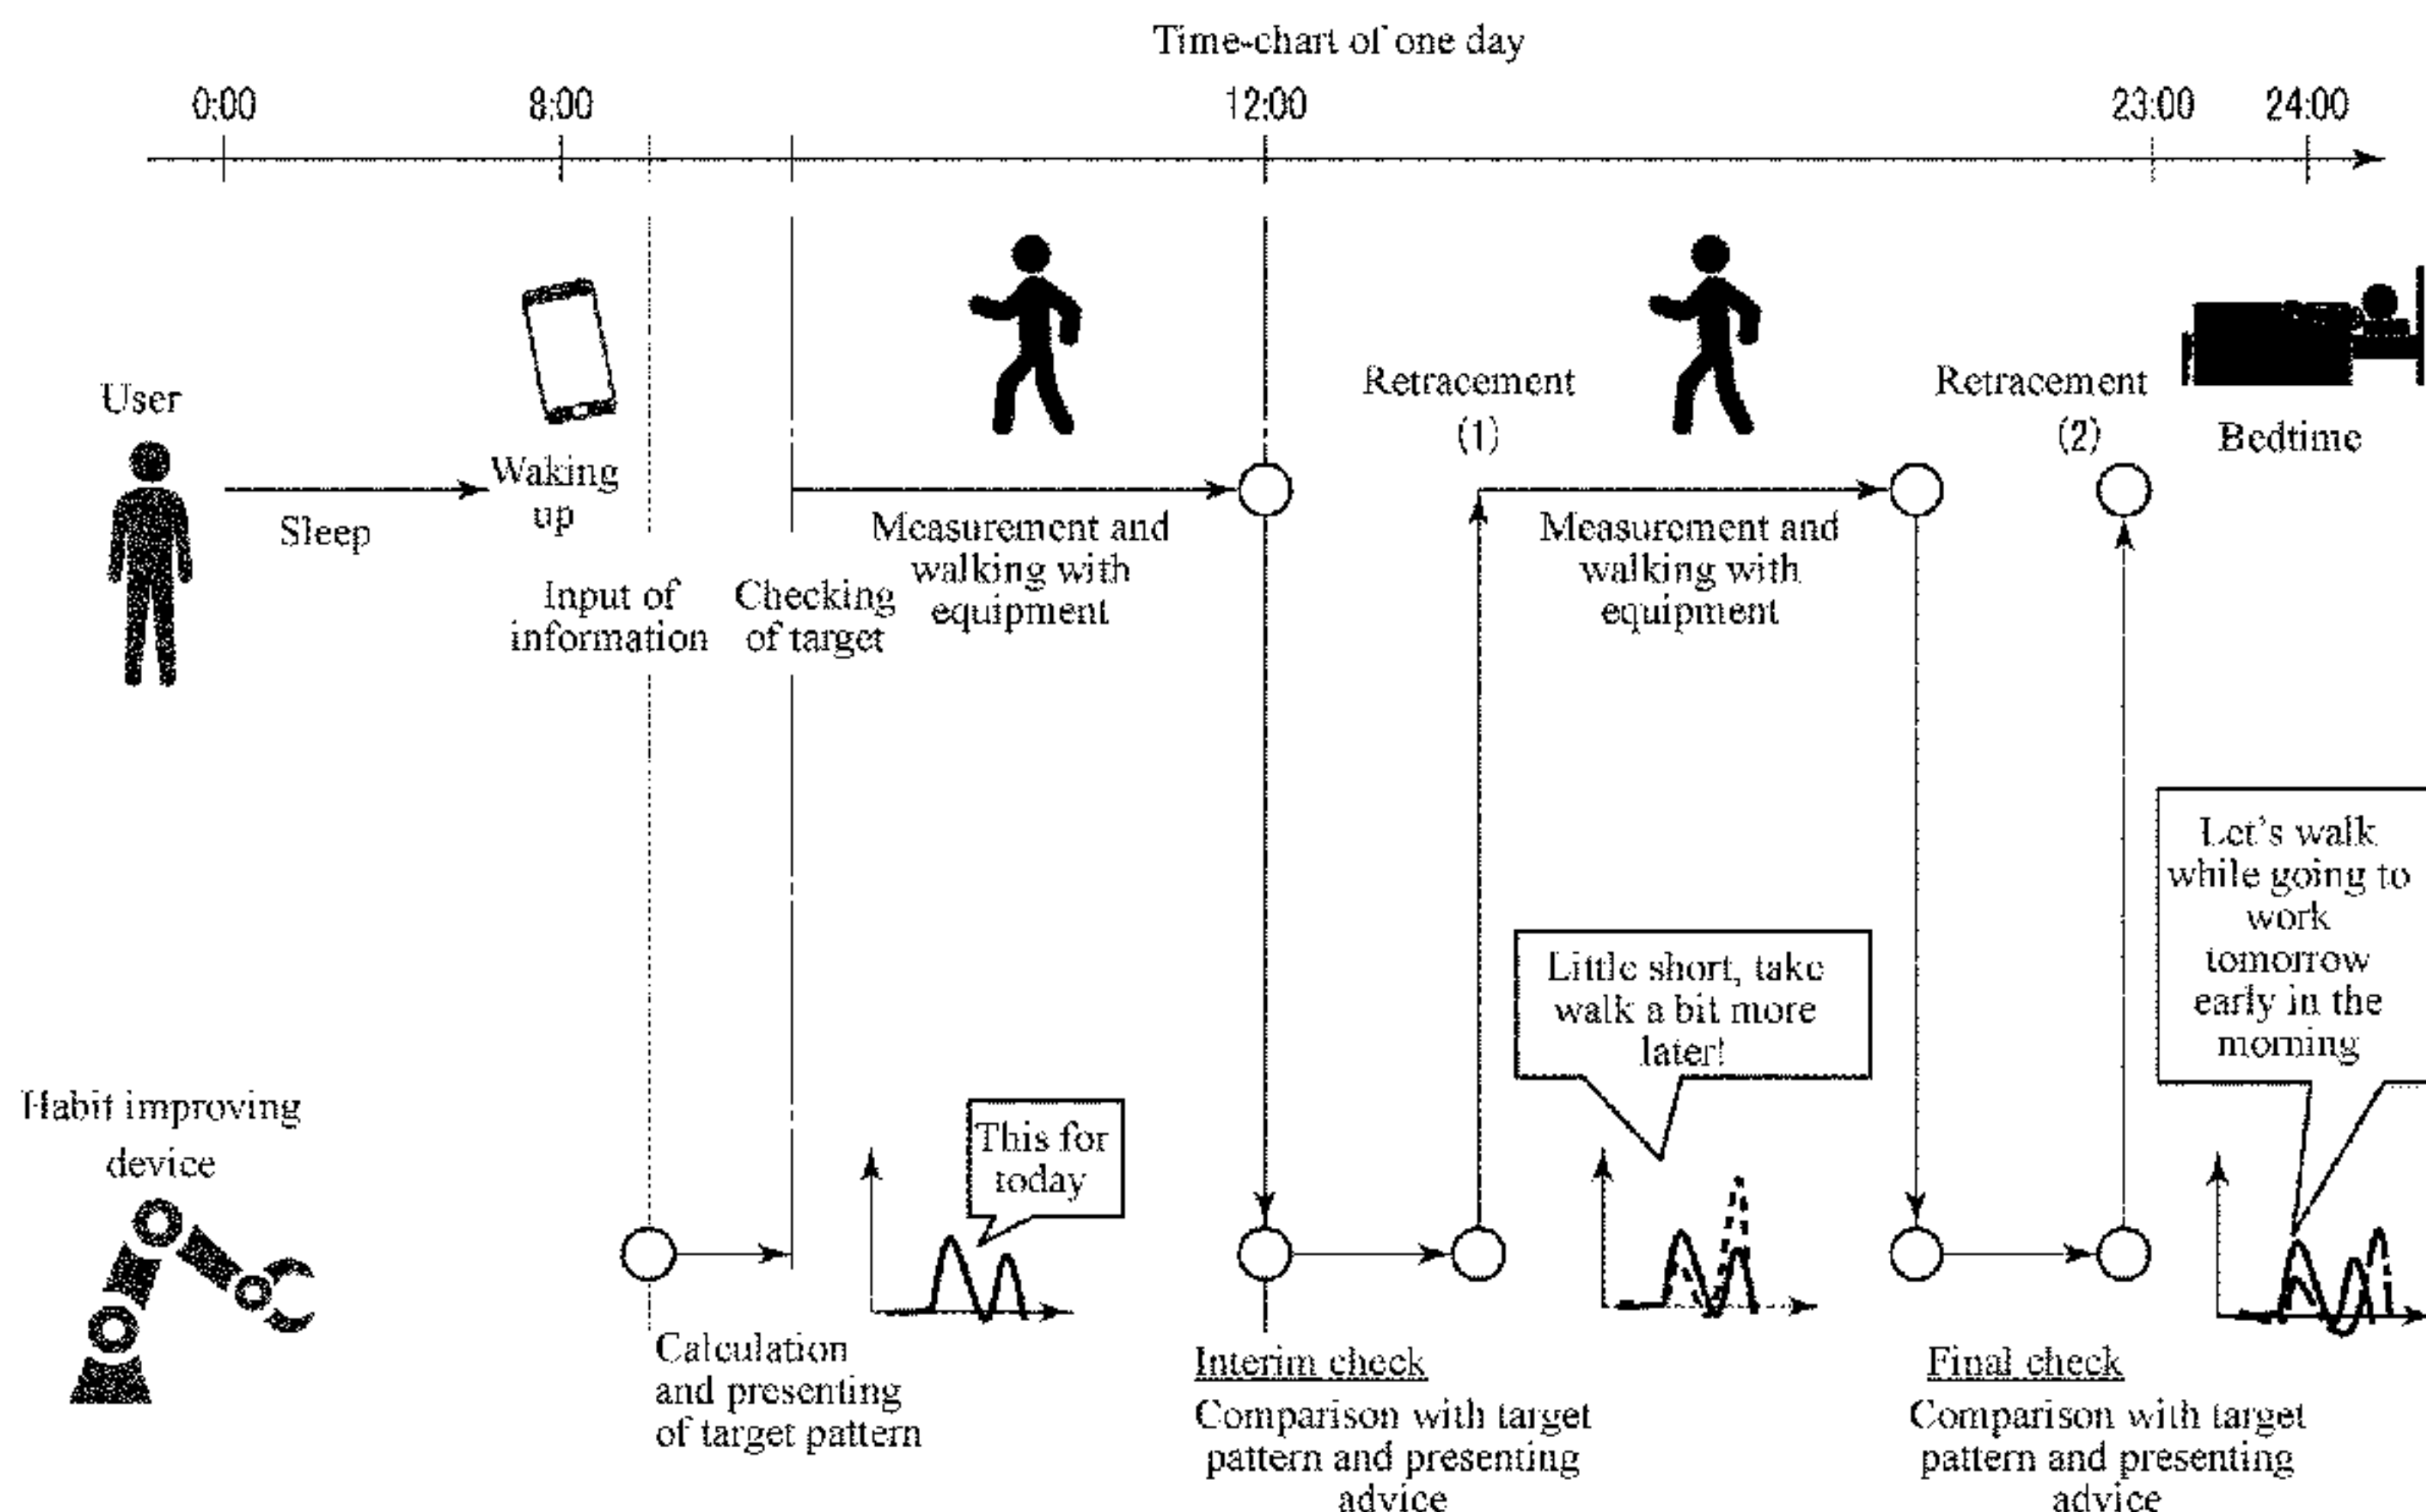 Time-chart of one day
0:00
8:00
12:00
23:00
24:00
User
Sleep
Waking
up
Input of
information
Checking
of target
Measurement and
walking with
equipment
Retracement
(1)
Measurement and
walking with
equipment
Retracement
(2)
Bedtime
Habit improving
device
This for
today
Little short, take
walk a bit more
later!
Let's walk
while going to
work
tomorrow
early in the
morning
Calculation
and presenting
of target pattern
Interim check
Comparison with target
pattern and presenting
advice
Final check
Comparison with target
pattern and presenting
advice